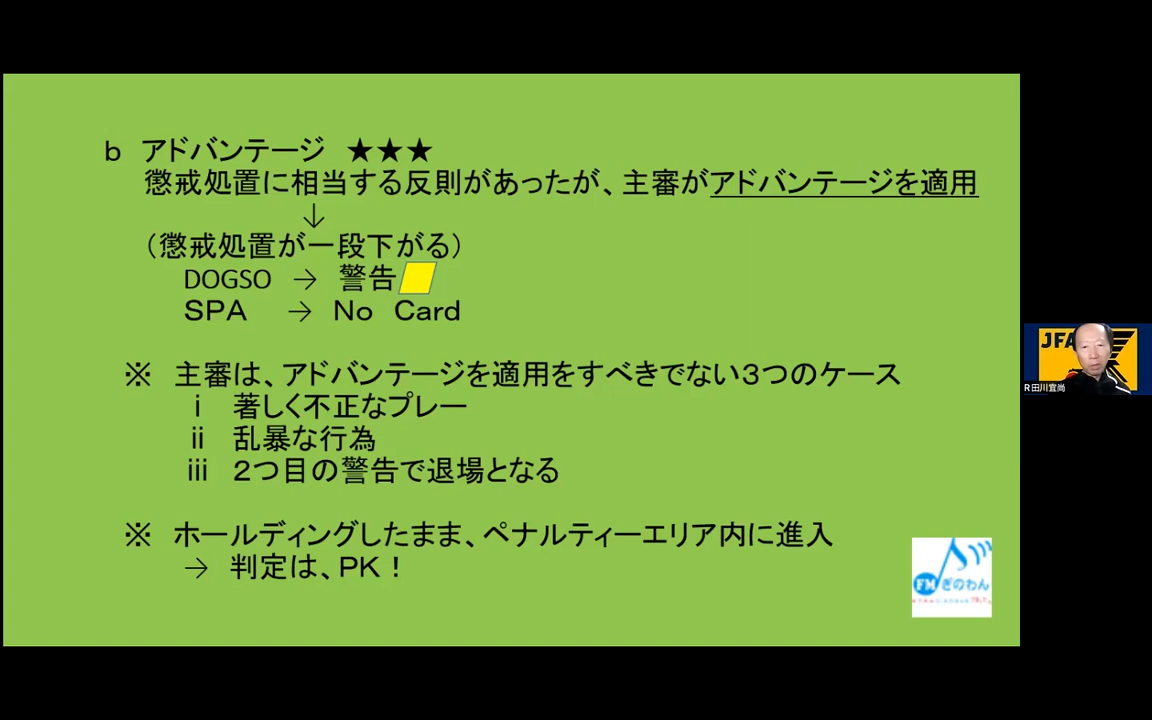 b アドバンテージ ★★★
懲戒処置に相当する反則があったが、主審がアドバンテージを適用
↓
（懲戒処置が一段下がる）
DOGSO → 警告
SPA → No Card
※ 主審は、アドバンテージを適用をすべきでない3つのケース
ⅰ 著しく不正なプレー
ⅱ 乱暴な行為
ⅲ 2つ目の警告で退場となる
※ ホールディングしたまま、ペナルティーエリア内に進入
→ 判定は、PK！
FMぎのわん
JFA
R田川宜尚